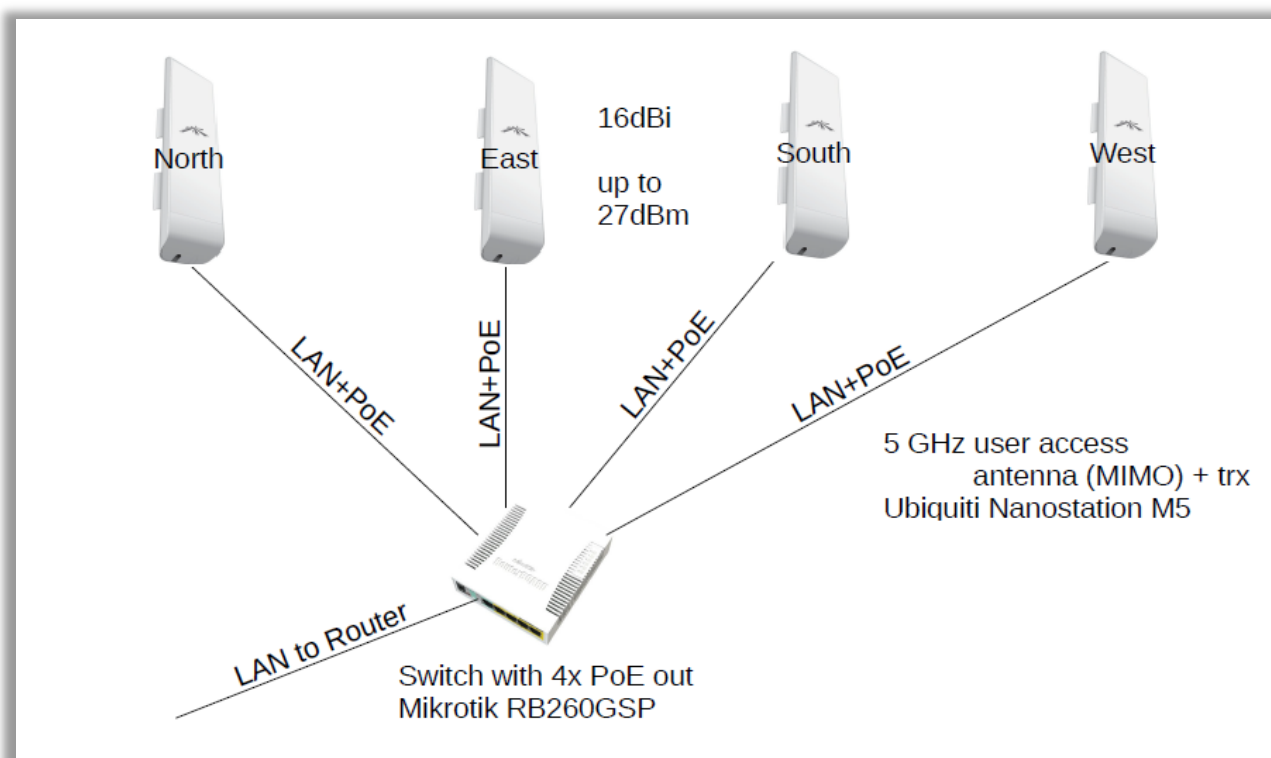 North
East
16dBi
up to
27dBm
South
West
LAN+PoE
LAN+PoE
LAN+PoE
LAN+PoE
5 GHz user access
antenna (MIMO) + trx
Ubiquiti Nanostation M5
LAN to Router
Switch with 4x PoE out
Mikrotik RB260GSP